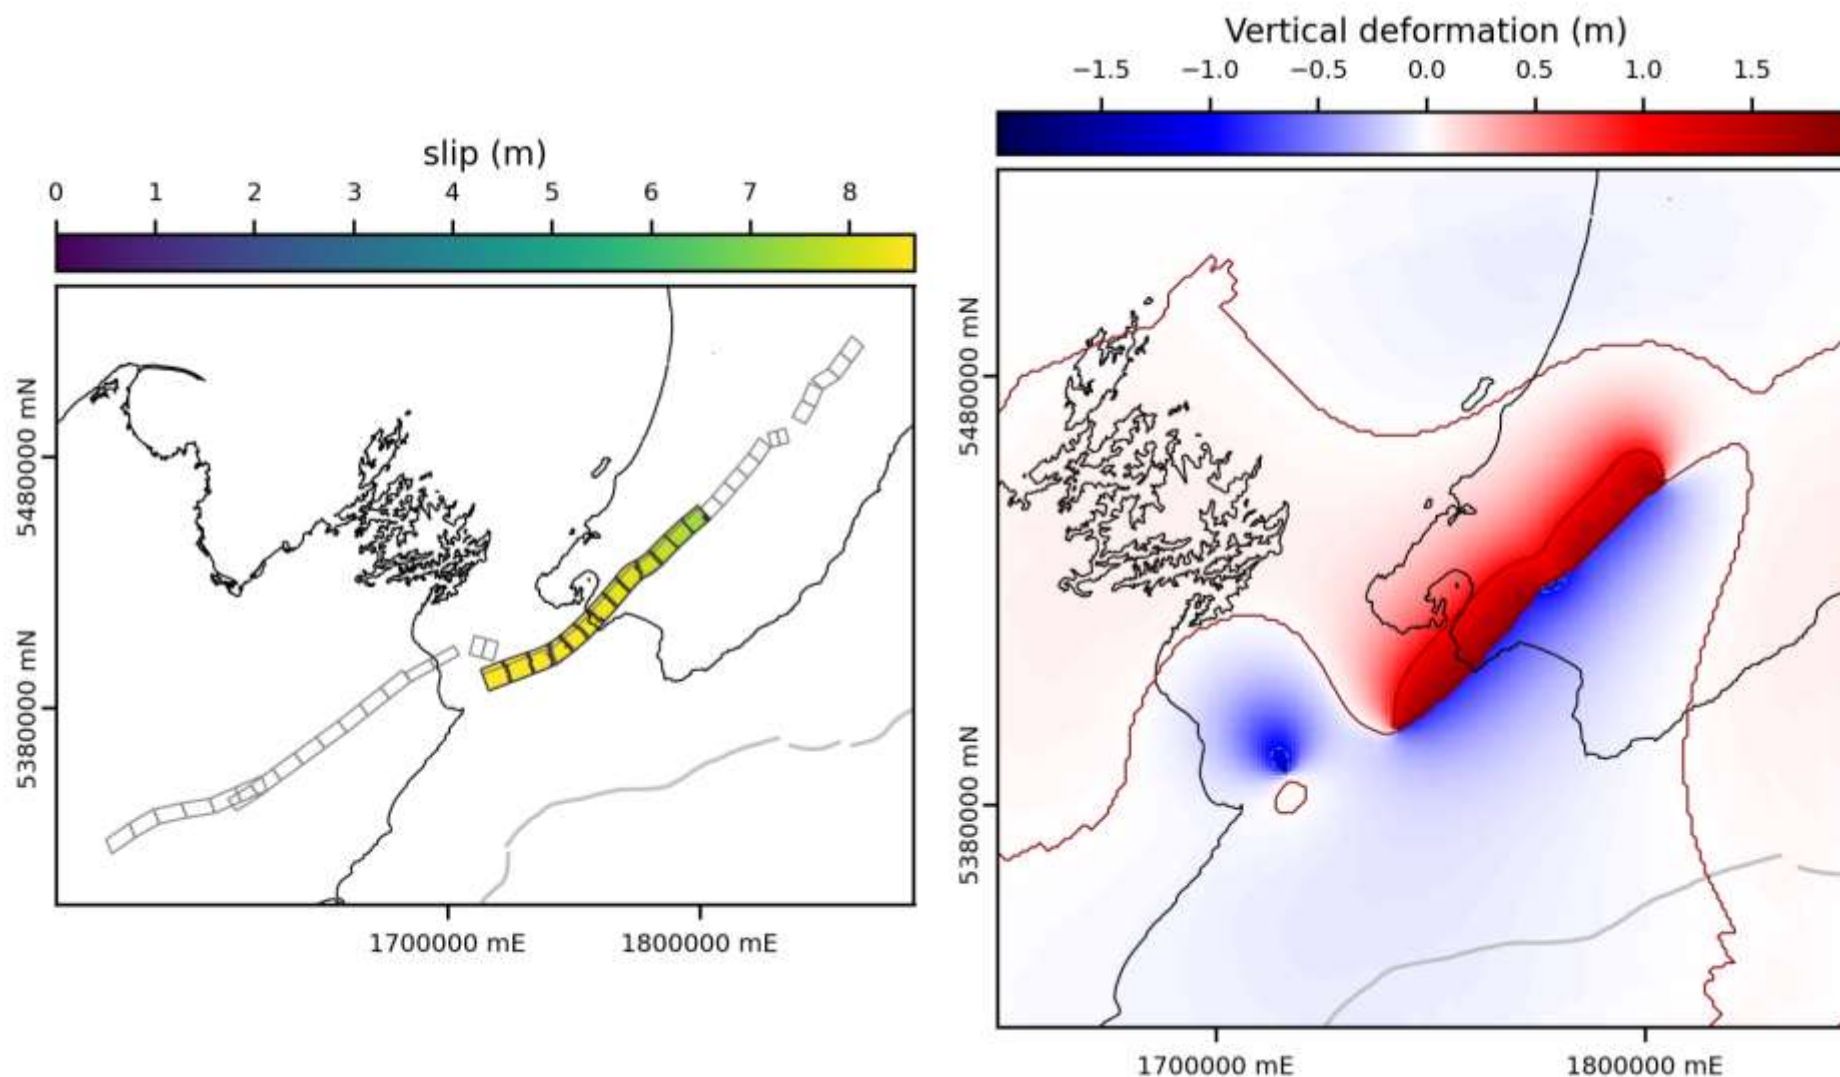 Vertical deformation (m)
−1.5 −1.0 −0.5 0.0 0.5 1.0 1.5
slip (m)
0 1 2 3 4 5 6 7 8
5480000 mN
5380000 mN
1700000 mE 1800000 mE
5480000 mN
5380000 mN
1700000 mE 1800000 mE